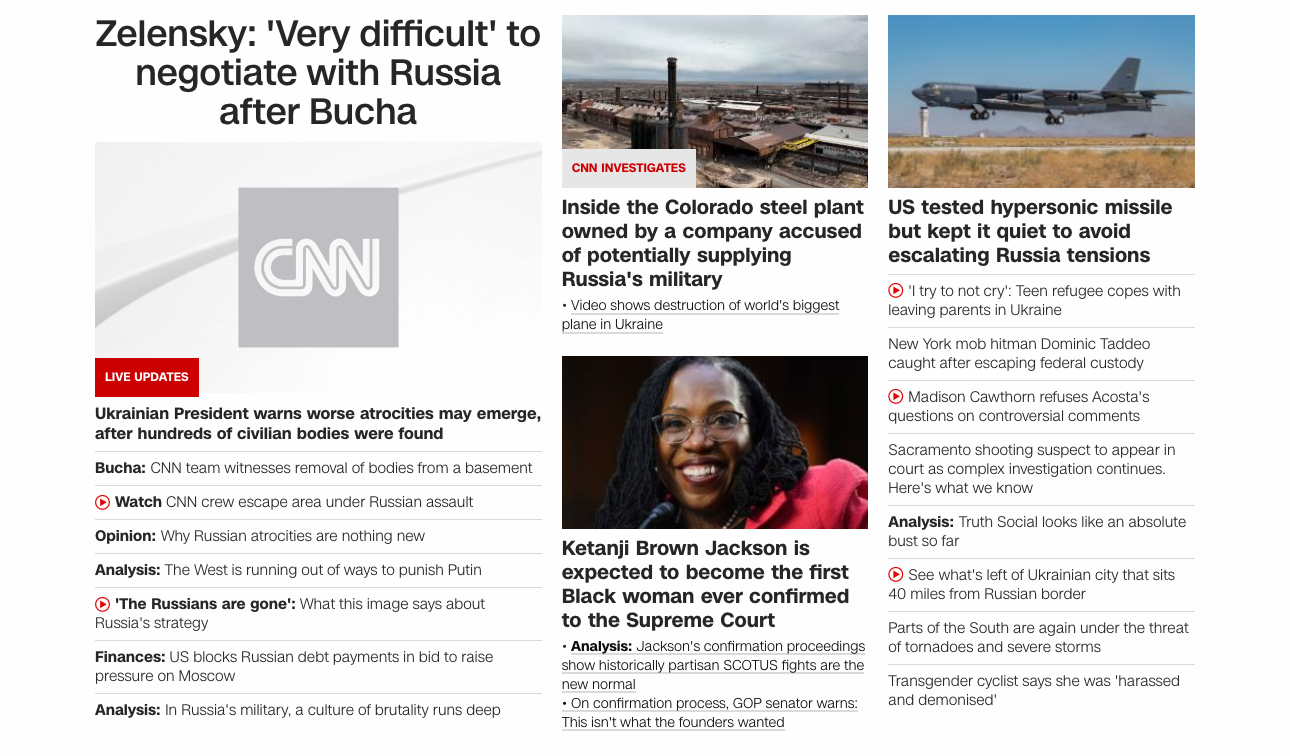 Zelensky: 'Very difficult' to
negotiate with Russia
after Bucha
CNN
LIVE UPDATES
Ukrainian President warns worse atrocities may emerge,
after hundreds of civilian bodies were found
Bucha: CNN team witnesses removal of bodies from a basement
Watch CNN crew escape area under Russian assault
Opinion: Why Russian atrocities are nothing new
Analysis: The West is running out of ways to punish Putin
'The Russians are gone': What this image says about
Russia's strategy
Finances: US blocks Russian debt payments in bid to raise
pressure on Moscow
Analysis: In Russia's military, a culture of brutality runs deep
CNN INVESTIGATES
Inside the Colorado steel plant
owned by a company accused
of potentially supplying
Russia's military
• Video shows destruction of world's biggest
plane in Ukraine
Ketanji Brown Jackson is
expected to become the first
Black woman ever confirmed
to the Supreme Court
• Analysis: Jackson's confirmation proceedings
show historically partisan SCOTUS fights are the
new normal
• On confirmation process, GOP senator warns:
This isn't what the founders wanted
US tested hypersonic missile
but kept it quiet to avoid
escalating Russia tensions
'I try to not cry': Teen refugee copes with
leaving parents in Ukraine
New York mob hitman Dominic Taddeo
caught after escaping federal custody
Madison Cawthorn refuses Acosta's
questions on controversial comments
Sacramento shooting suspect to appear in
court as complex investigation continues.
Here's what we know
Analysis: Truth Social looks like an absolute
bust so far
See what's left of Ukrainian city that sits
40 miles from Russian border
Parts of the South are again under the threat
of tornadoes and severe storms
Transgender cyclist says she was 'harassed
and demonised'